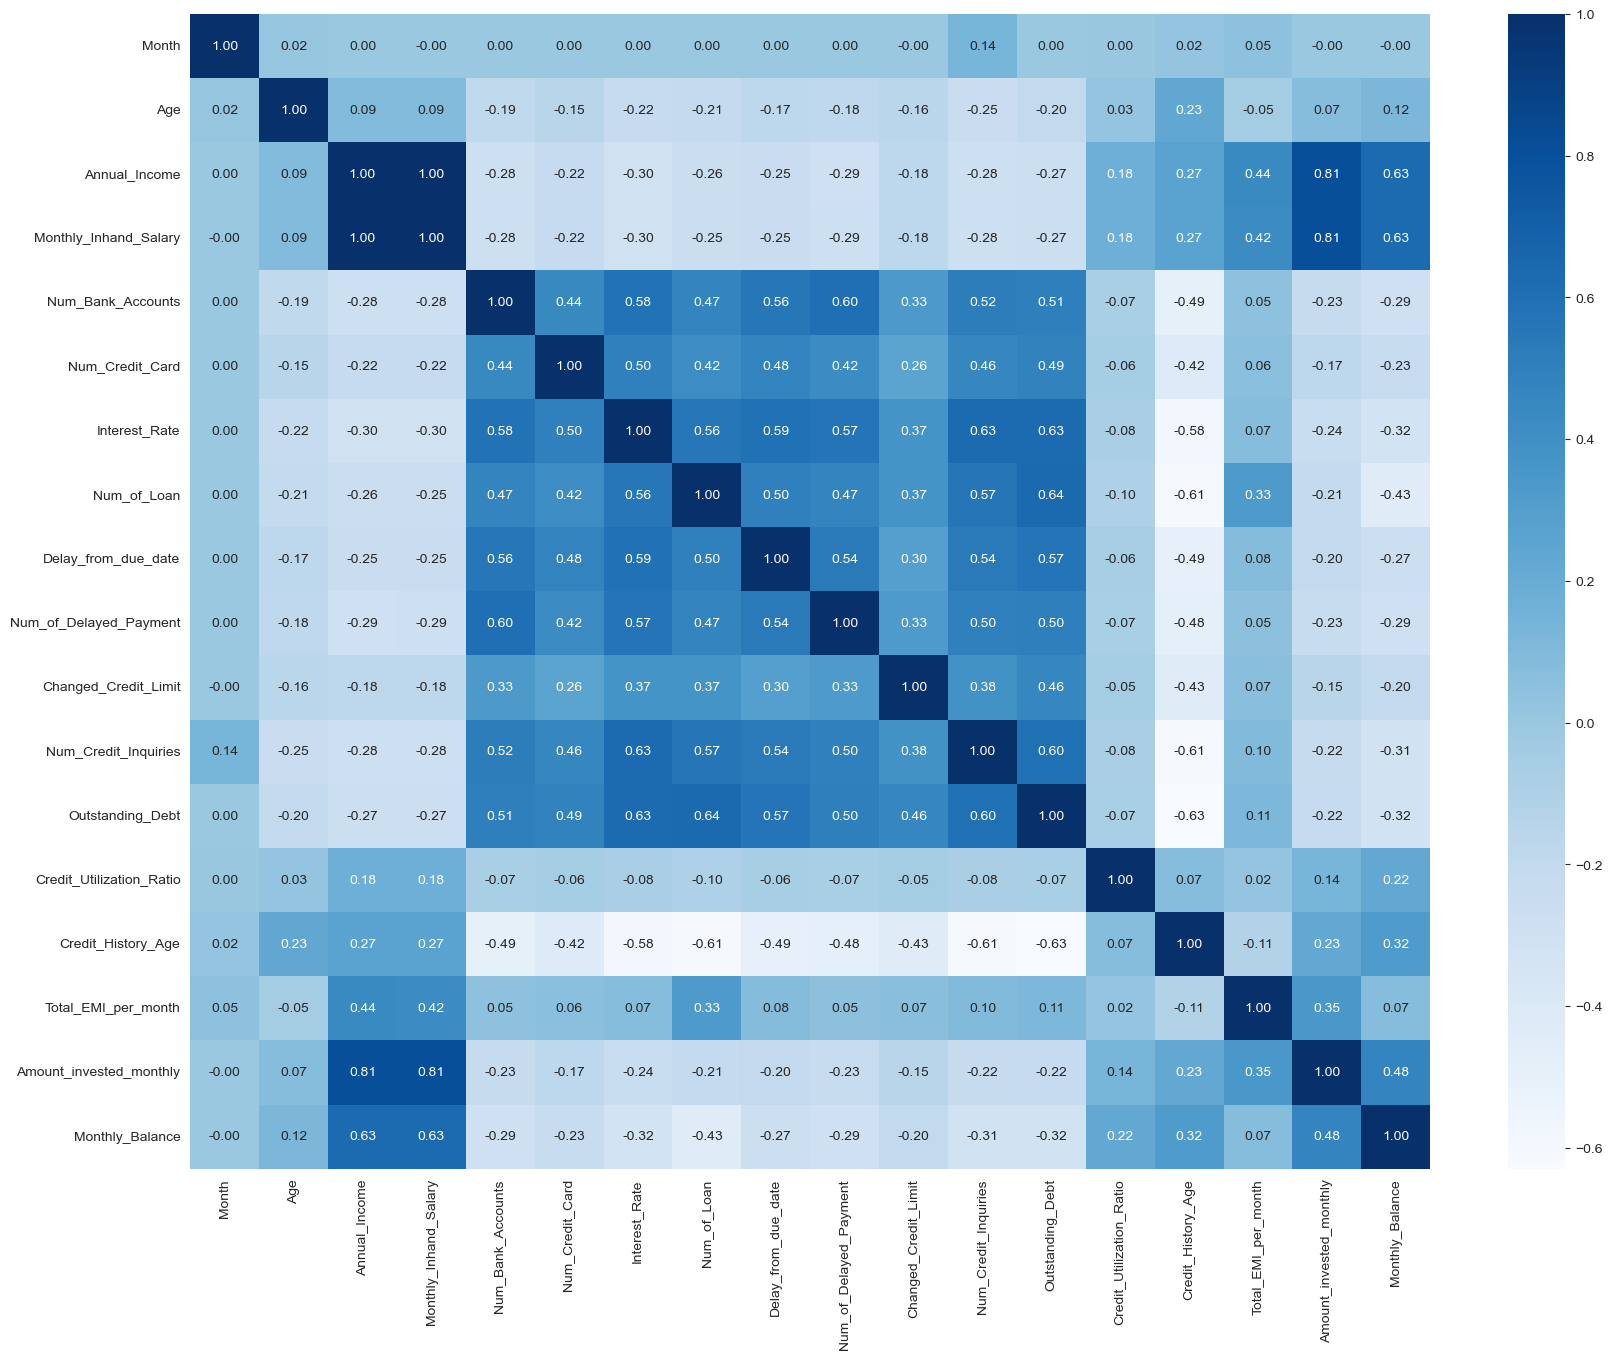 Month 1.00 0.02 0.00 -0.00 0.00 0.00 0.00 0.00 0.00 0.00 -0.00 0.14 0.00 0.00 0.02 0.05 -0.00 -0.00
Age 0.02 1.00 0.09 0.09 -0.19 -0.15 -0.22 -0.21 -0.17 -0.18 -0.16 -0.25 -0.20 0.03 0.23 -0.05 0.07 0.12
Annual_Income 0.00 0.09 1.00 1.00 -0.28 -0.22 -0.30 -0.26 -0.25 -0.29 -0.18 -0.28 -0.27 0.18 0.27 0.44 0.81 0.63
Monthly_Inhand_Salary -0.00 0.09 1.00 1.00 -0.28 -0.22 -0.30 -0.25 -0.25 -0.29 -0.18 -0.28 -0.27 0.18 0.27 0.42 0.81 0.63
Num_Bank_Accounts 0.00 -0.19 -0.28 -0.28 1.00 0.44 0.58 0.47 0.56 0.60 0.33 0.52 0.51 -0.07 -0.49 0.05 -0.23 -0.29
Num_Credit_Card 0.00 -0.15 -0.22 -0.22 0.44 1.00 0.50 0.42 0.48 0.42 0.26 0.46 0.49 -0.06 -0.42 0.06 -0.17 -0.23
Interest_Rate 0.00 -0.22 -0.30 -0.30 0.58 0.50 1.00 0.56 0.59 0.57 0.37 0.63 0.63 -0.08 -0.58 0.07 -0.24 -0.32
Num_of_Loan 0.00 -0.21 -0.26 -0.25 0.47 0.42 0.56 1.00 0.50 0.47 0.37 0.57 0.64 -0.10 -0.61 0.33 -0.21 -0.43
Delay_from_due_date 0.00 -0.17 -0.25 -0.25 0.56 0.48 0.59 0.50 1.00 0.54 0.30 0.54 0.57 -0.06 -0.49 0.08 -0.20 -0.27
Num_of_Delayed_Payment 0.00 -0.18 -0.29 -0.29 0.60 0.42 0.57 0.47 0.54 1.00 0.33 0.50 0.50 -0.07 -0.48 0.05 -0.23 -0.29
Changed_Credit_Limit -0.00 -0.16 -0.18 -0.18 0.33 0.26 0.37 0.37 0.30 0.33 1.00 0.38 0.46 -0.05 -0.43 0.07 -0.15 -0.20
Num_Credit_Inquiries 0.14 -0.25 -0.28 -0.28 0.52 0.46 0.63 0.57 0.54 0.50 0.38 1.00 0.60 -0.08 -0.61 0.10 -0.22 -0.31
Outstanding_Debt 0.00 -0.20 -0.27 -0.27 0.51 0.49 0.63 0.64 0.57 0.50 0.46 0.60 1.00 -0.07 -0.63 0.11 -0.22 -0.32
Credit_Utilization_Ratio 0.00 0.03 0.18 0.18 -0.07 -0.06 -0.08 -0.10 -0.06 -0.07 -0.05 -0.08 -0.07 1.00 0.07 0.02 0.14 0.22
Credit_History_Age 0.02 0.23 0.27 0.27 -0.49 -0.42 -0.58 -0.61 -0.49 -0.48 -0.43 -0.61 -0.63 0.07 1.00 -0.11 0.23 0.32
Total_EMI_per_month 0.05 -0.05 0.44 0.42 0.05 0.06 0.07 0.33 0.08 0.05 0.07 0.10 0.11 0.02 -0.11 1.00 0.35 0.07
Amount_invested_monthly -0.00 0.07 0.81 0.81 -0.23 -0.17 -0.24 -0.21 -0.20 -0.23 -0.15 -0.22 -0.22 0.14 0.23 0.35 1.00 0.48
Monthly_Balance -0.00 0.12 0.63 0.63 -0.29 -0.23 -0.32 -0.43 -0.27 -0.29 -0.20 -0.31 -0.32 0.22 0.32 0.07 0.48 1.00
Month
Age
Annual_Income
Monthly_Inhand_Salary
Num_Bank_Accounts
Num_Credit_Card
Interest_Rate
Num_of_Loan
Delay_from_due_date
Num_of_Delayed_Payment
Changed_Credit_Limit
Num_Credit_Inquiries
Outstanding_Debt
Credit_Utilization_Ratio
Credit_History_Age
Total_EMI_per_month
Amount_invested_monthly
Monthly_Balance
1.0
0.8
0.6
0.4
0.2
0.0
−0.2
−0.4
−0.6